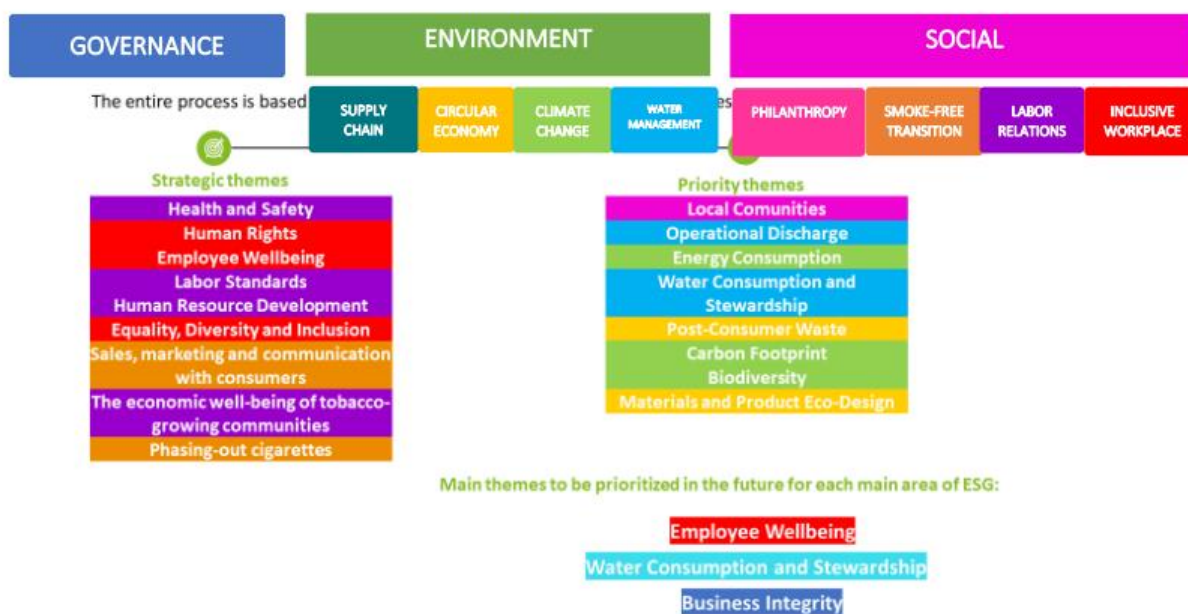 GOVERNANCE
ENVIRONMENT
SOCIAL
The entire process is based
SUPPLY
CHAIN
CIRCULAR
ECONOMY
CLIMATE
CHANGE
WATER
MANAGEMENT
PHILANTHROPY
SMOKE-FREE
TRANSITION
LABOR
RELATIONS
INCLUSIVE
WORKPLACE
Strategic themes
Health and Safety
Human Rights
Employee Wellbeing
Labor Standards
Human Resource Development
Equality, Diversity and Inclusion
Sales, marketing and communication
with consumers
The economic well-being of tobacco-
growing communities
Phasing-out cigarettes
Priority themes
Local Comunities
Operational Discharge
Energy Consumption
Water Consumption and
Stewardship
Post-Consumer Waste
Carbon Footprint
Biodiversity
Materials and Product Eco-Design
Main themes to be prioritized in the future for each main area of ESG:
Employee Wellbeing
Water Consumption and Stewardship
Business Integrity